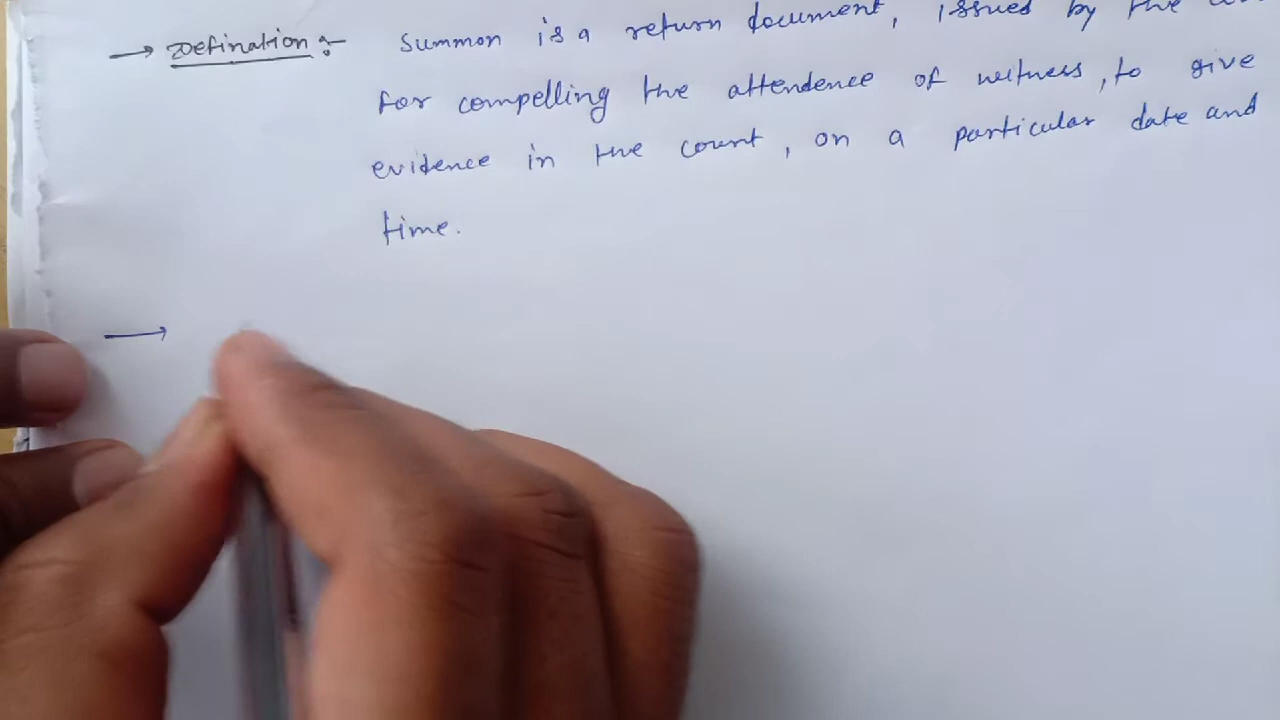 → Defination :- Summon is a return document, issued by the
for compelling the attendence of witness, to give
evidence in the court, on a particular date and
time.
→